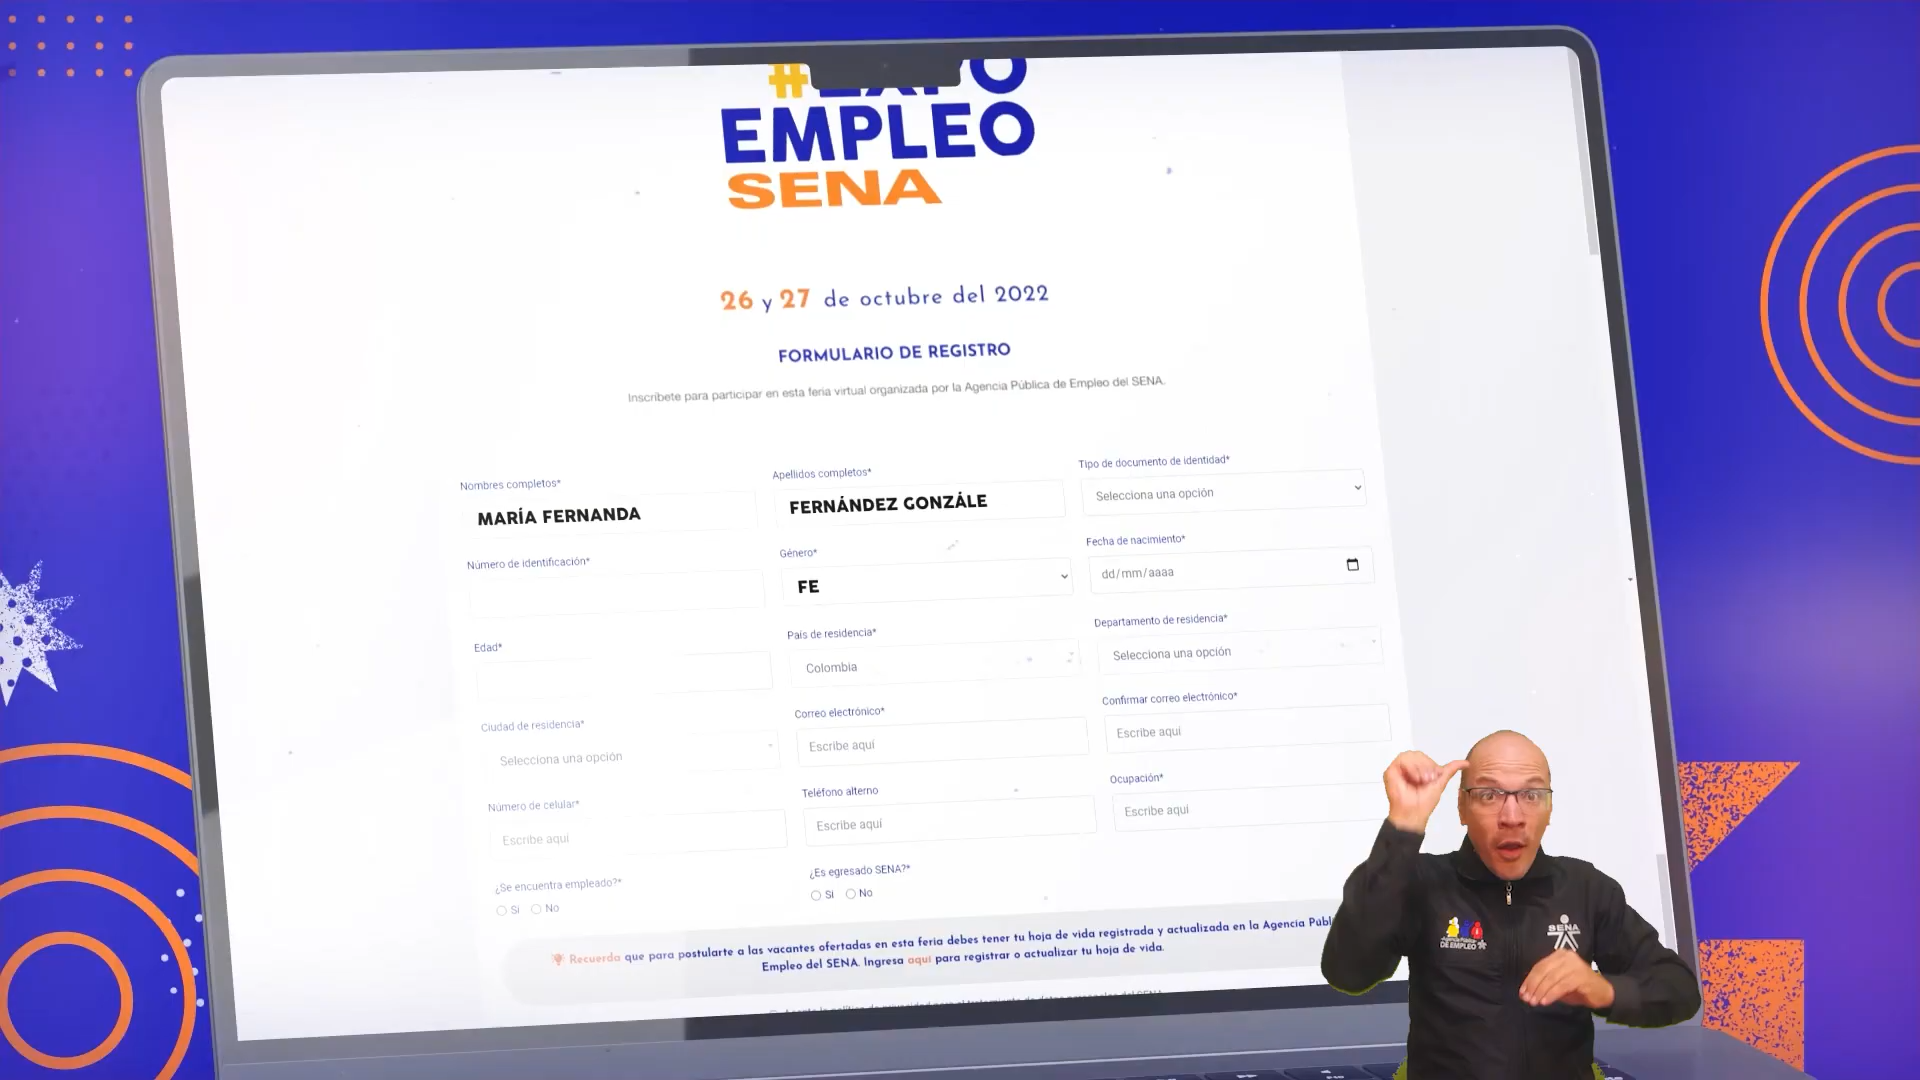 #EXPO
EMPLEO
SENA
26 y 27 de octubre del 2022
FORMULARIO DE REGISTRO
Inscríbete para participar en esta feria virtual organizada por la Agencia Pública de Empleo del SENA.
Nombres completos*
Apellidos completos*
Tipo de documento de identidad*
MARÍA FERNANDA
FERNÁNDEZ GONZÁLE
Selecciona una opción
Número de identificación*
Género*
Fecha de nacimiento*
FE
dd/mm/aaaa
Edad*
País de residencia*
Departamento de residencia*
Colombia
Selecciona una opción
Ciudad de residencia*
Correo electrónico*
Confirmar correo electrónico*
Selecciona una opción
Escribe aquí
Escribe aquí
Número de celular*
Teléfono alterno
Ocupación*
Escribe aquí
Escribe aquí
Escribe aquí
¿Se encuentra empleado?*
¿Es egresado SENA?*
Si No
Si No
Recuerda que para postularte a las vacantes ofertadas en esta feria debes tener tu hoja de vida registrada y actualizada en la Agencia Públi
Empleo del SENA. Ingresa aquí para registrar o actualizar tu hoja de vida.
Agencia Pública
DE EMPLEO
SENA